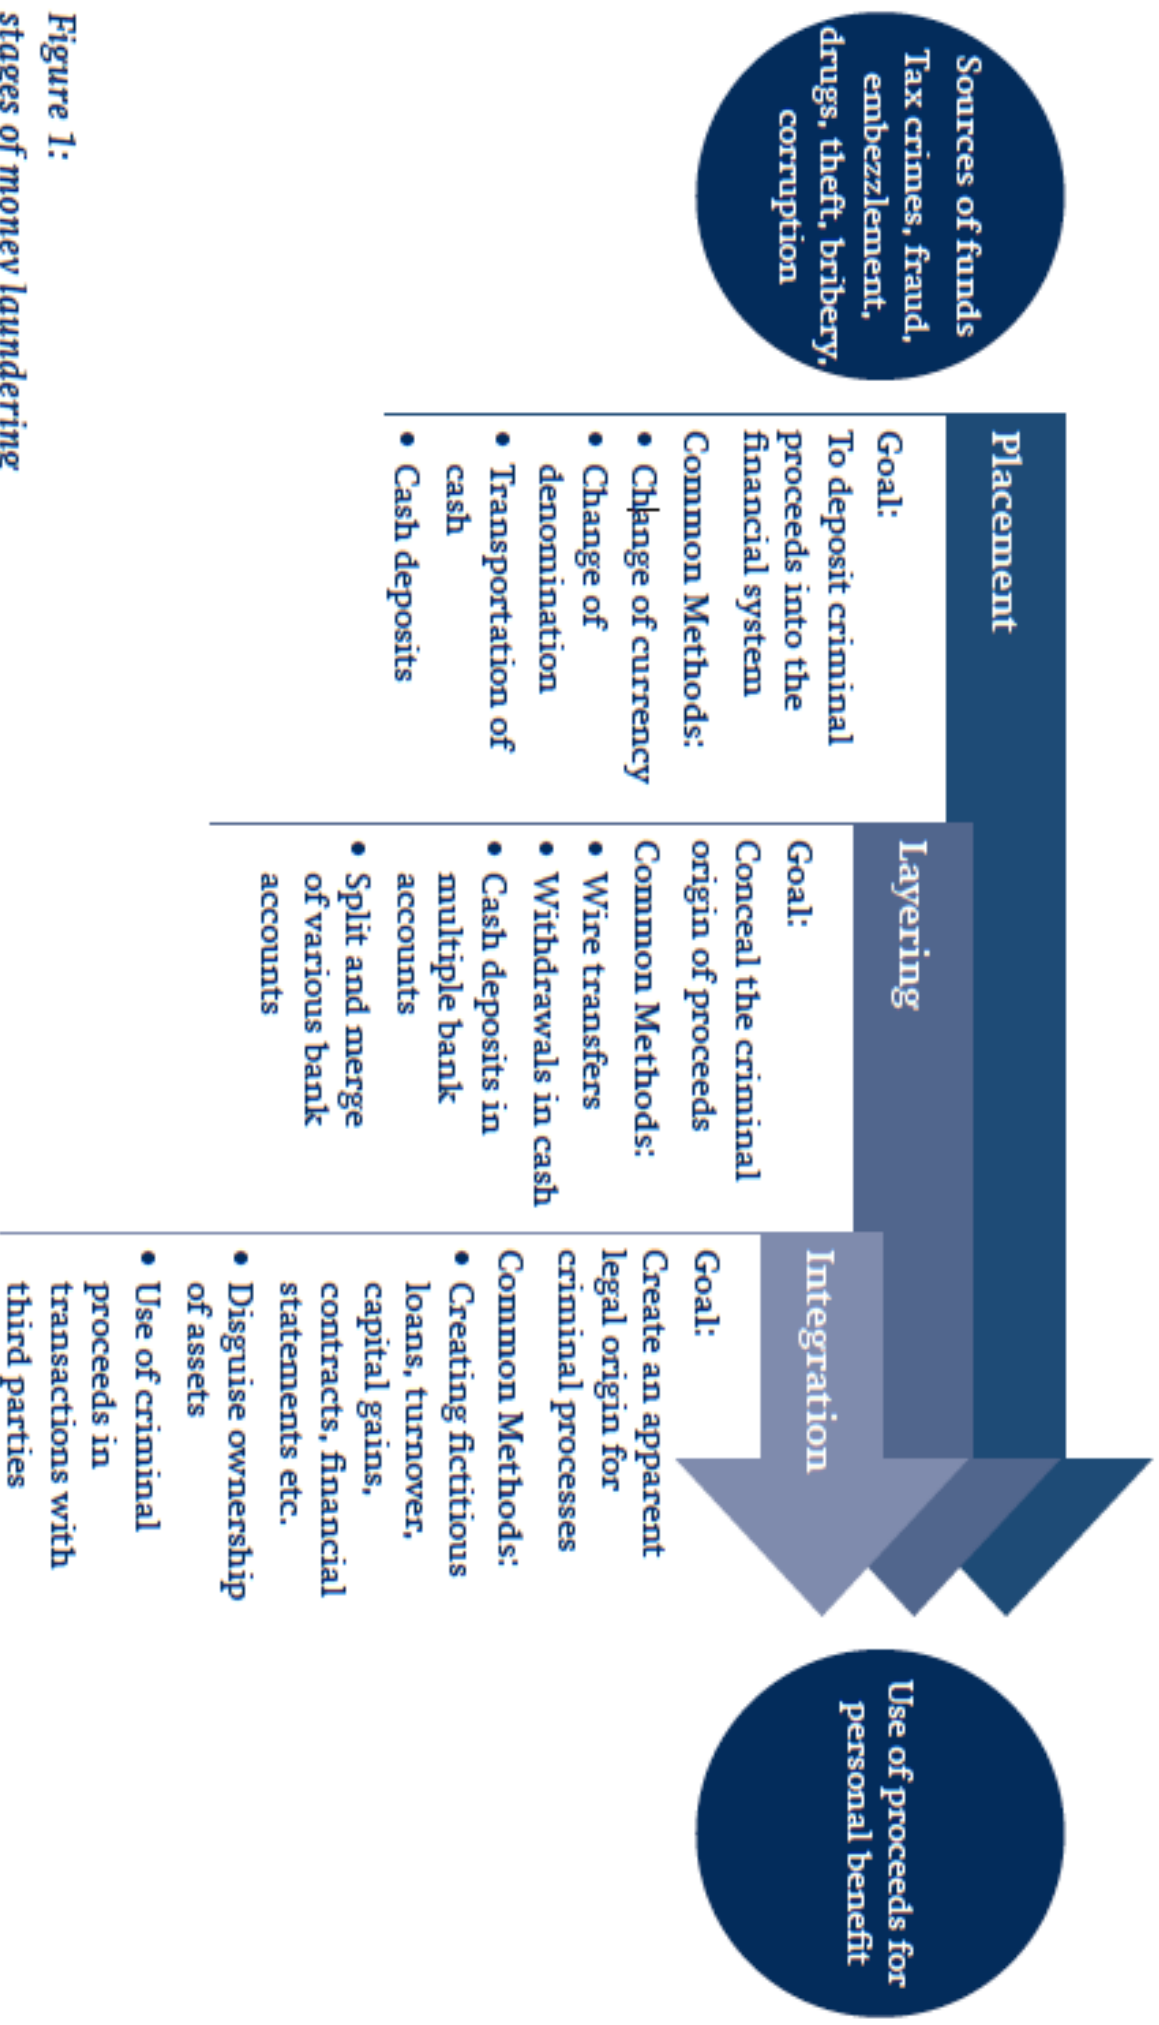 Sources of funds
Tax crimes, fraud,
embezzlement,
drugs, theft, bribery,
corruption
Placement
Goal:
To deposit criminal
proceeds into the
financial system
Common Methods:
• Change of currency
• Change of
denomination
• Transportation of
cash
• Cash deposits
Layering
Goal:
Conceal the criminal
origin of proceeds
Common Methods:
• Wire transfers
• Withdrawals in cash
• Cash deposits in
multiple bank
accounts
• Split and merge
of various bank
accounts
Integration
Goal:
Create an apparent
legal origin for
criminal processes
Common Methods:
• Creating fictitious
loans, turnover,
capital gains,
contracts, financial
statements etc.
• Disguise ownership
of assets
• Use of criminal
proceeds in
transactions with
third parties
Use of proceeds for
personal benefit
Figure 1:
stages of money laundering